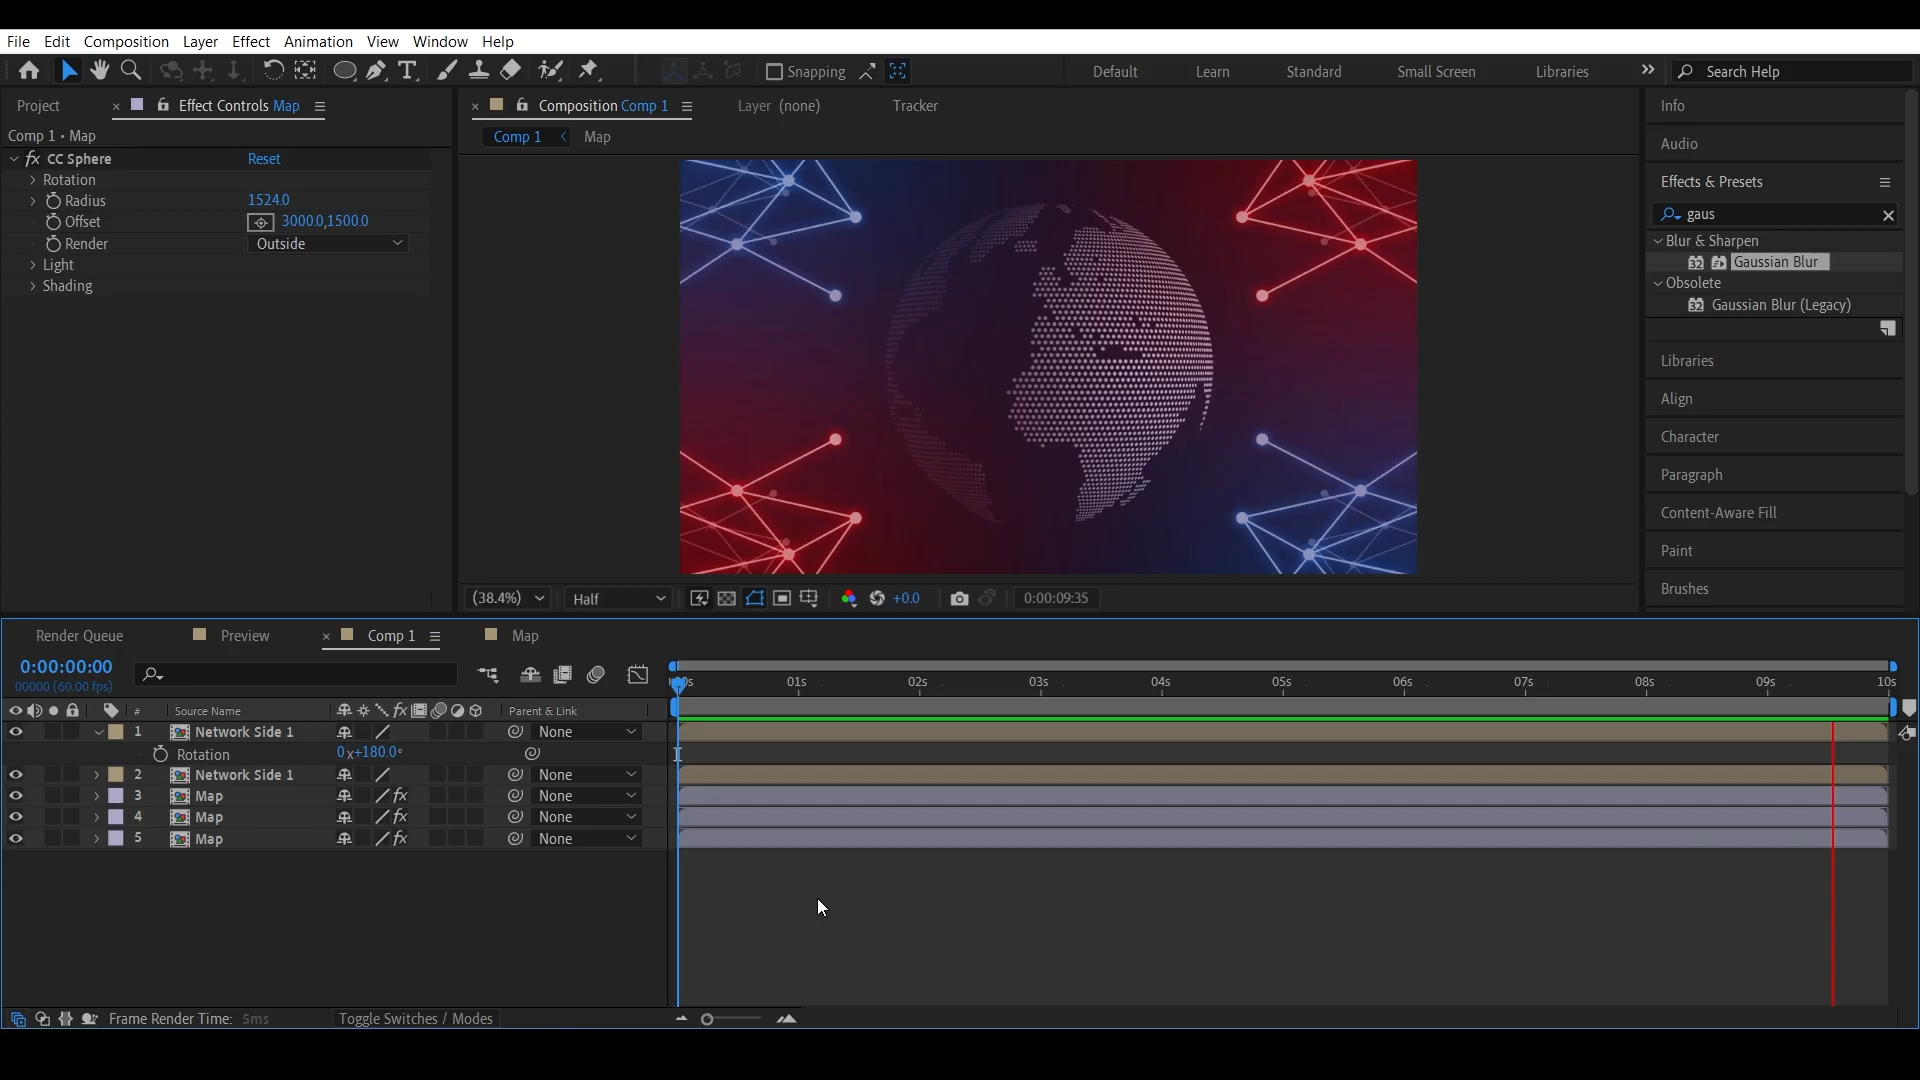 File Edit Composition Layer Effect Animation View Window Help
Snapping Default Learn Standard Small Screen Libraries Search Help
Project Effect Controls Map
Composition Comp 1 Layer (none) Tracker
Comp 1 • Map
Comp 1 Map
CC Sphere Reset
Rotation
Radius 1524.0
Offset 3000.0,1500.0
Render Outside
Light
Shading
Info
Audio
Effects & Presets
gaus
Blur & Sharpen
32 Gaussian Blur
Obsolete
32 Gaussian Blur (Legacy)
Libraries
Align
Character
Paragraph
Content-Aware Fill
Paint
Brushes
(38.4%) Half +0.0 0:00:09:35
Render Queue Preview Comp 1 Map
0:00:00:00
00000 (60.00 fps)
01s 02s 03s 04s 05s 06s 07s 08s 09s 10s
# Source Name Parent & Link
1 Network Side 1 None
Rotation 0x+180.0°
2 Network Side 1 None
3 Map fx None
4 Map fx None
5 Map fx None
Frame Render Time: 5ms Toggle Switches / Modes